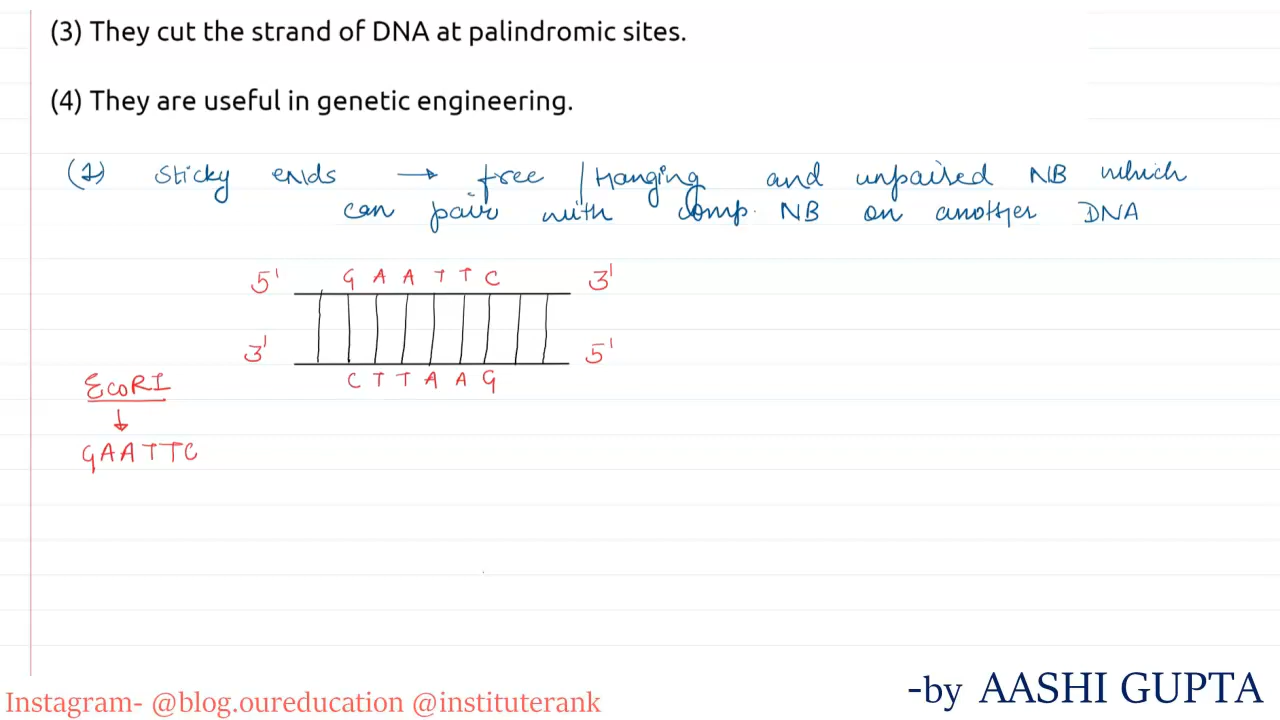 (3) They cut the strand of DNA at palindromic sites.
(4) They are useful in genetic engineering.
(1) Sticky ends → free / Hanging and unpaired NB which
can pair with comp. NB on another DNA
5' G A A T T C 3'
3' 5'
C T T A A G
EcoRI
↓
GAATTC
Instagram- @blog.oureducation @instituterank
-by AASHI GUPTA